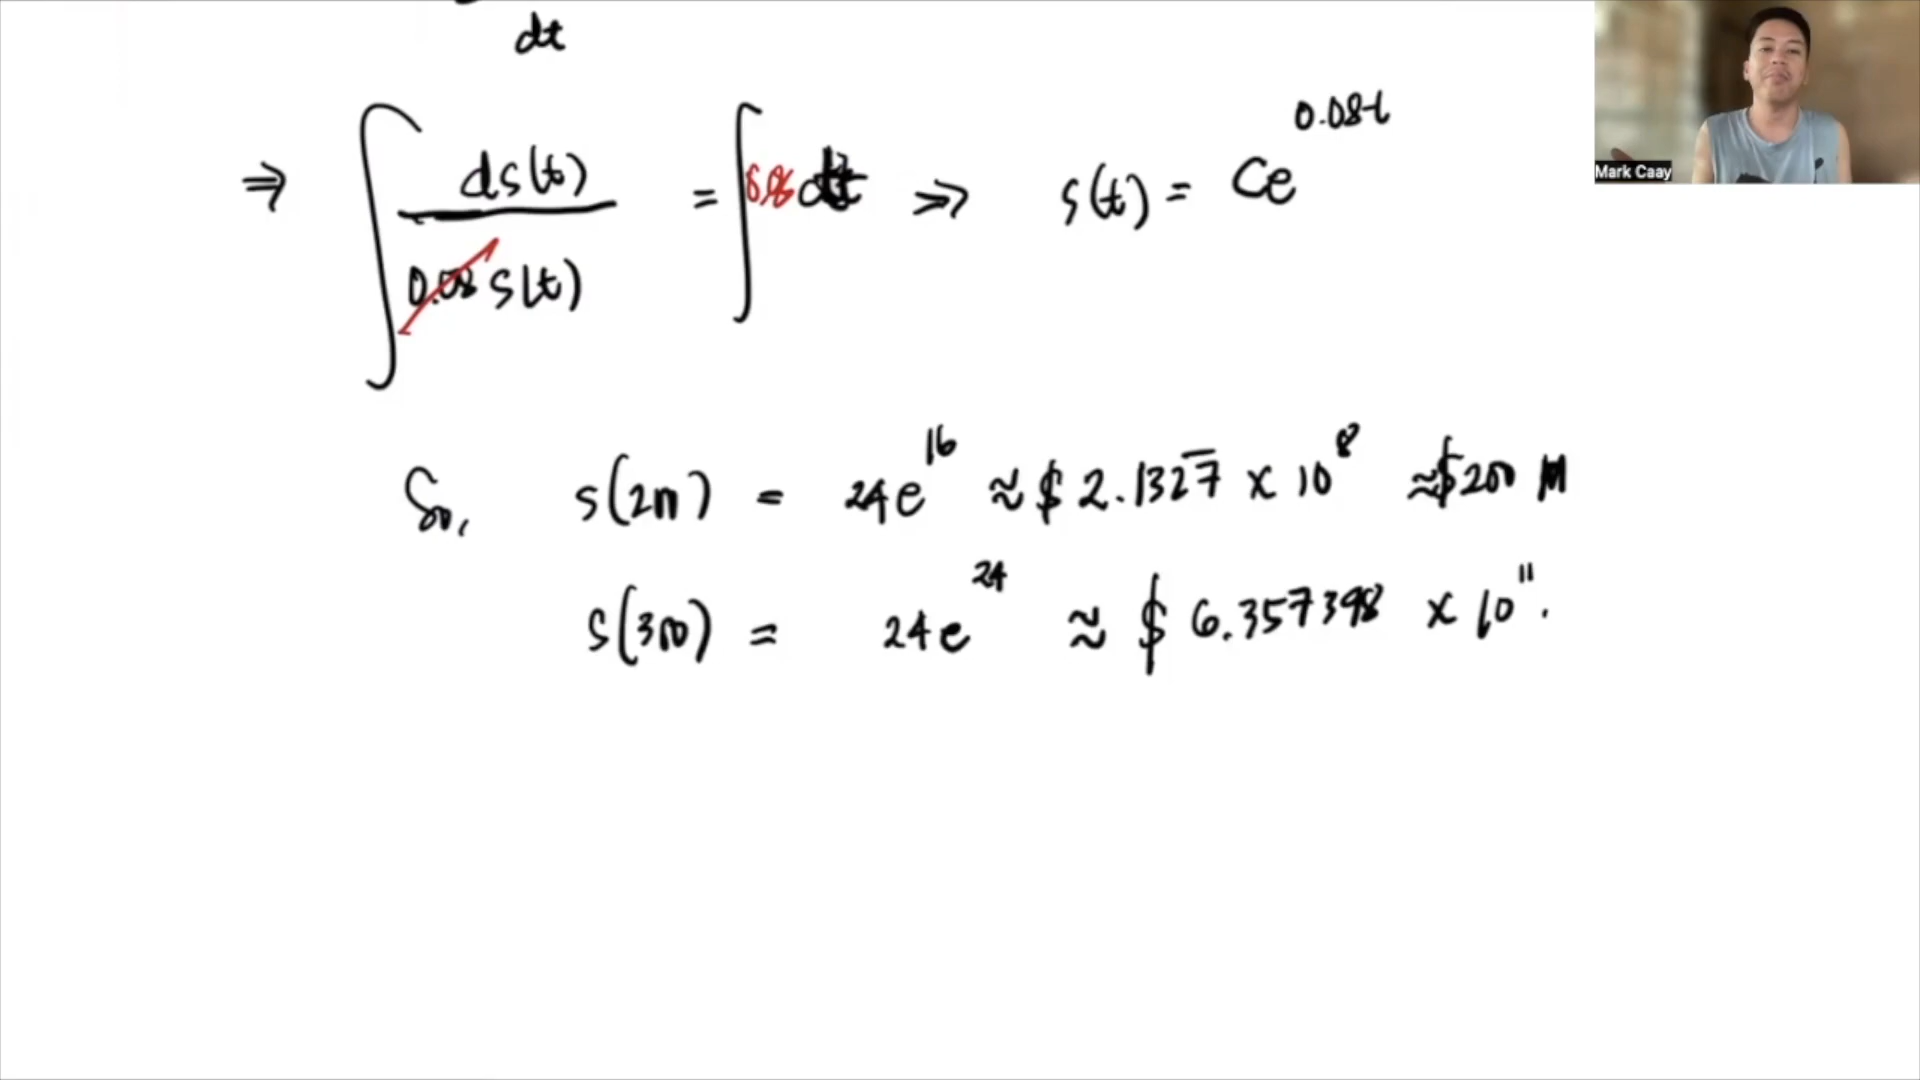 dt
⇒ ∫ ds(t) / 0.08 s(t) = ∫ 0.08 dt ⇒ s(t) = Ce^0.08t
Mark Caay
So, s(200) = 24e^16 ≈ $ 2.1327 x 10^8 ≈ $200 M
s(300) = 24e^24 ≈ $ 6.357398 x 10^11.